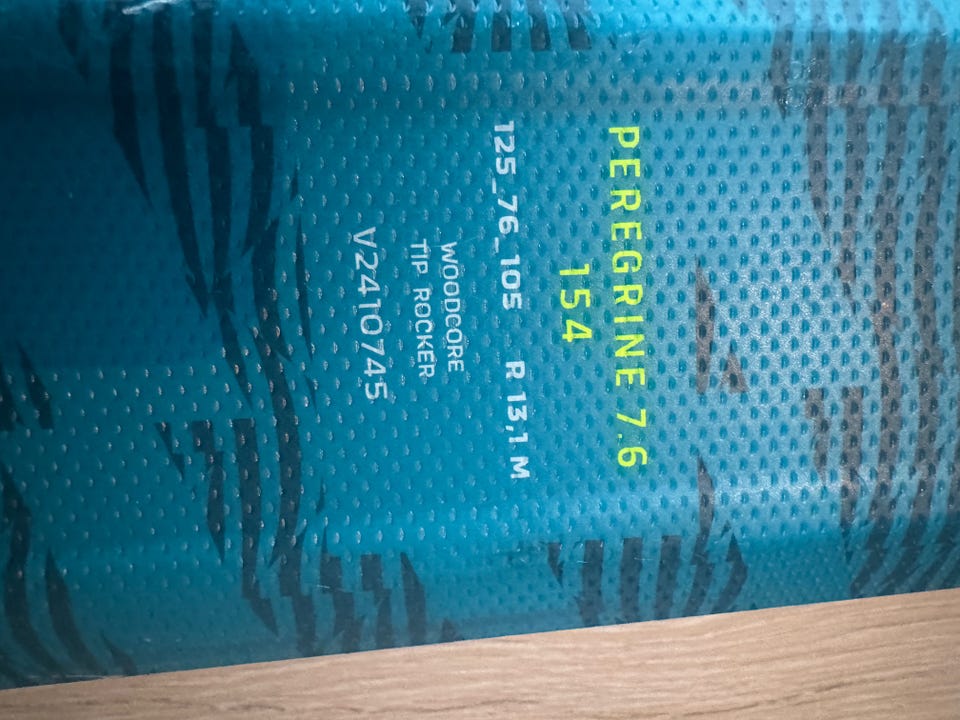 PEREGRINE 7.6
154
125_76_105 R 13,1 M
WOODCORE
TIP ROCKER
V2410745